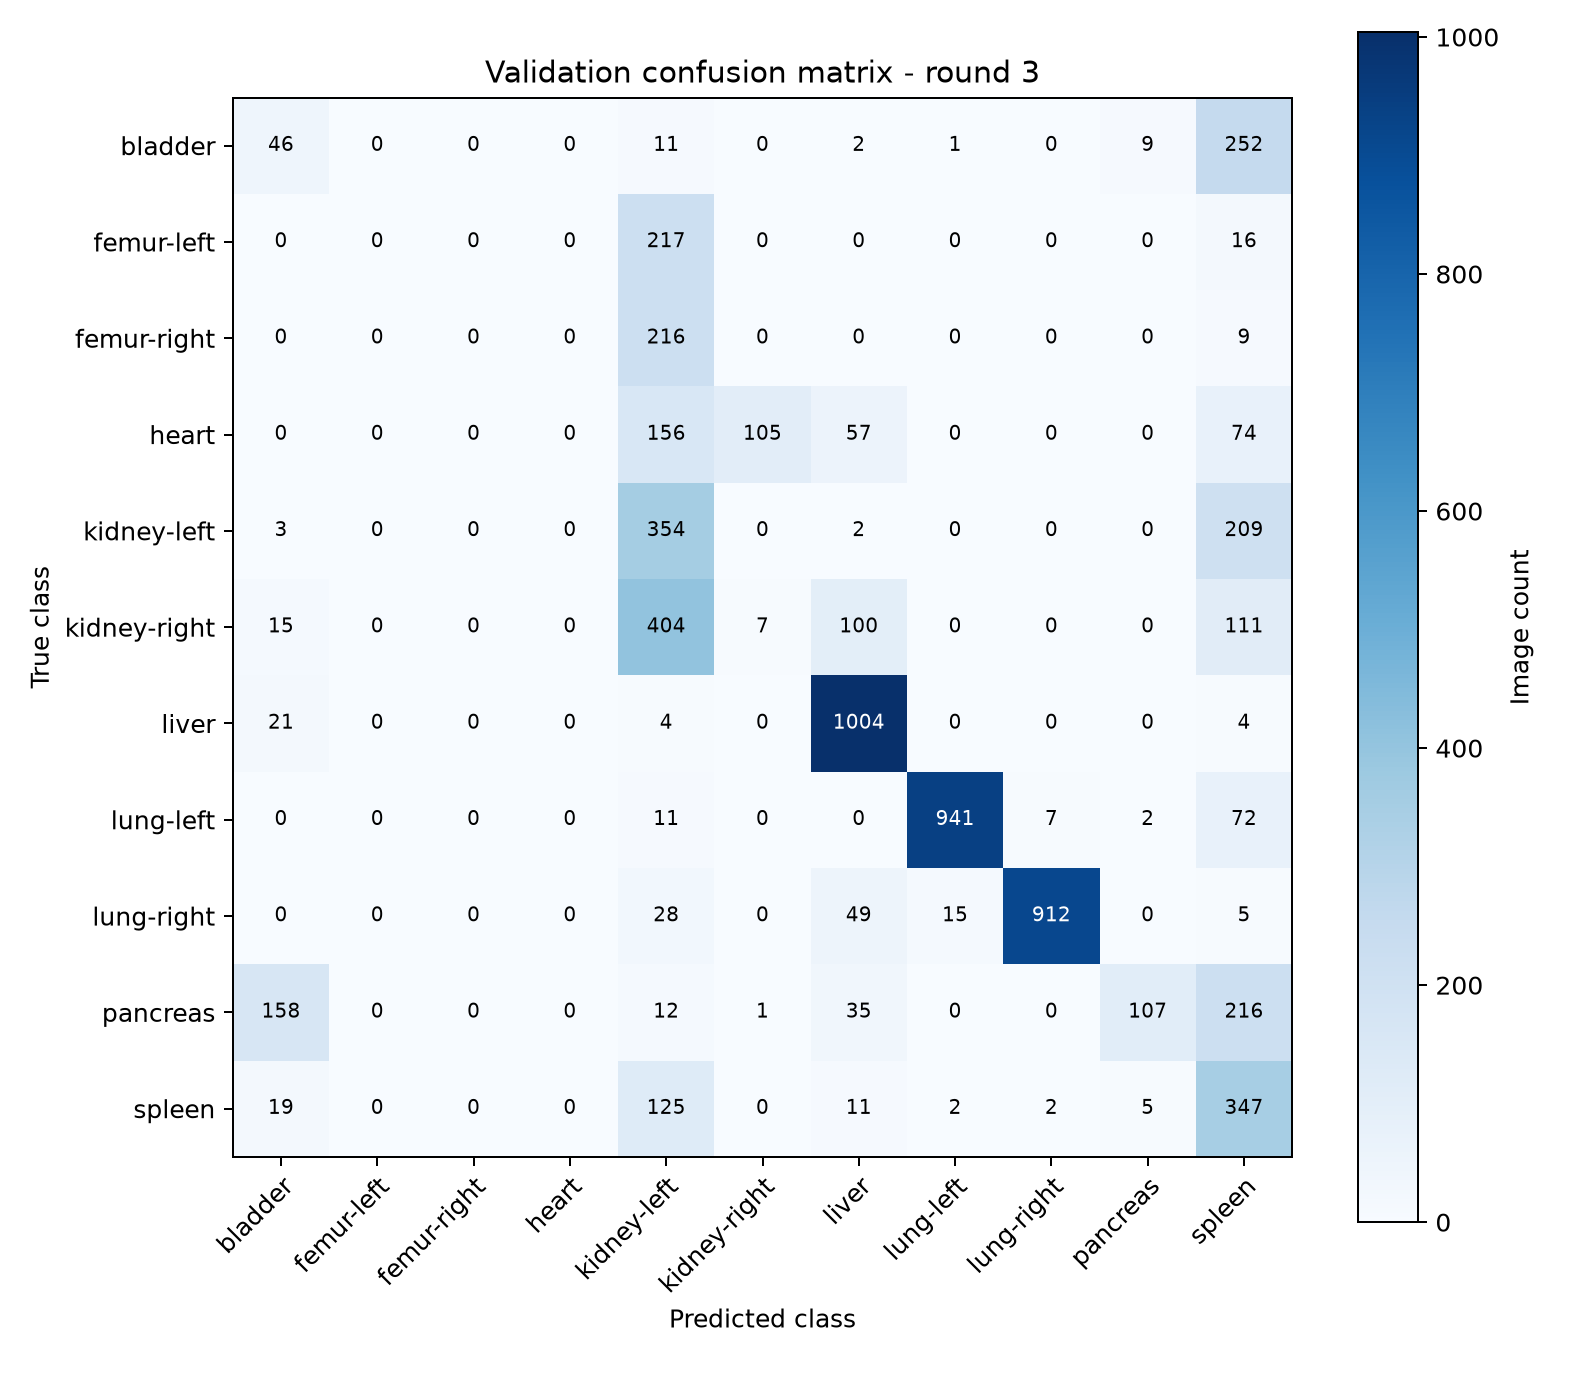 Validation confusion matrix - round 3
True class
bladder 46 0 0 0 11 0 2 1 0 9 252
femur-left 0 0 0 0 217 0 0 0 0 0 16
femur-right 0 0 0 0 216 0 0 0 0 0 9
heart 0 0 0 0 156 105 57 0 0 0 74
kidney-left 3 0 0 0 354 0 2 0 0 0 209
kidney-right 15 0 0 0 404 7 100 0 0 0 111
liver 21 0 0 0 4 0 1004 0 0 0 4
lung-left 0 0 0 0 11 0 0 941 7 2 72
lung-right 0 0 0 0 28 0 49 15 912 0 5
pancreas 158 0 0 0 12 1 35 0 0 107 216
spleen 19 0 0 0 125 0 11 2 2 5 347
bladder femur-left femur-right heart kidney-left kidney-right liver lung-left lung-right pancreas spleen
Predicted class
1000
800
600
400
200
0
Image count